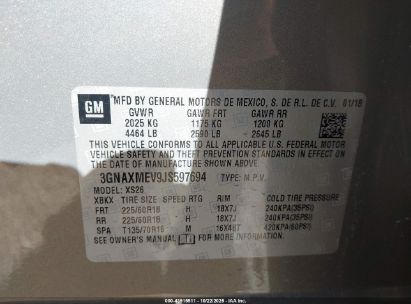 GM
MFD BY GENERAL MOTORS DE MEXICO, S. DE R.L. DE C.V. 01/18
GVWR GAWR FRT GAWR RR
2025 KG 1175 KG 1200 KG
4464 LB 2590 LB 2645 LB
THIS VEHICLE CONFORMS TO ALL APPLICABLE U.S. FEDERAL
MOTOR VEHICLE SAFETY STANDARDS IN EFFECT ON THE
DATE OF MANUFACTURE SHOWN ABOVE.
3GNAXMEV9JS597694 TYPE: M.P.V.
XS26
XBKX TIRE SIZE SPEED RTG RIM COLD TIRE PRESSURE
FRT 225/60R18 H 18X7J 240KPA(35PSI)
RR 225/60R18 H 18X7J 240KPA(35PSI)
SPA T135/70R16 M 16X4BT 420KPA(60PSI)
SEE OWNER MANUAL FOR MORE INFORMATION.
10/22/2025